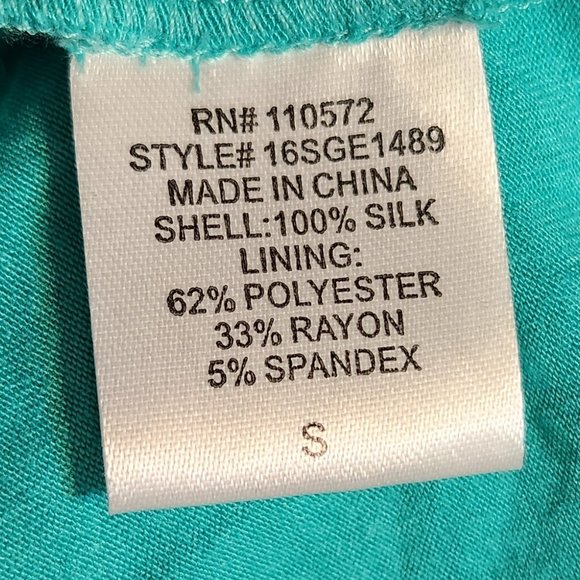 RN# 110572
STYLE# 16SGE1489
MADE IN CHINA
SHELL:100% SILK
LINING:
62% POLYESTER
33% RAYON
5% SPANDEX
S